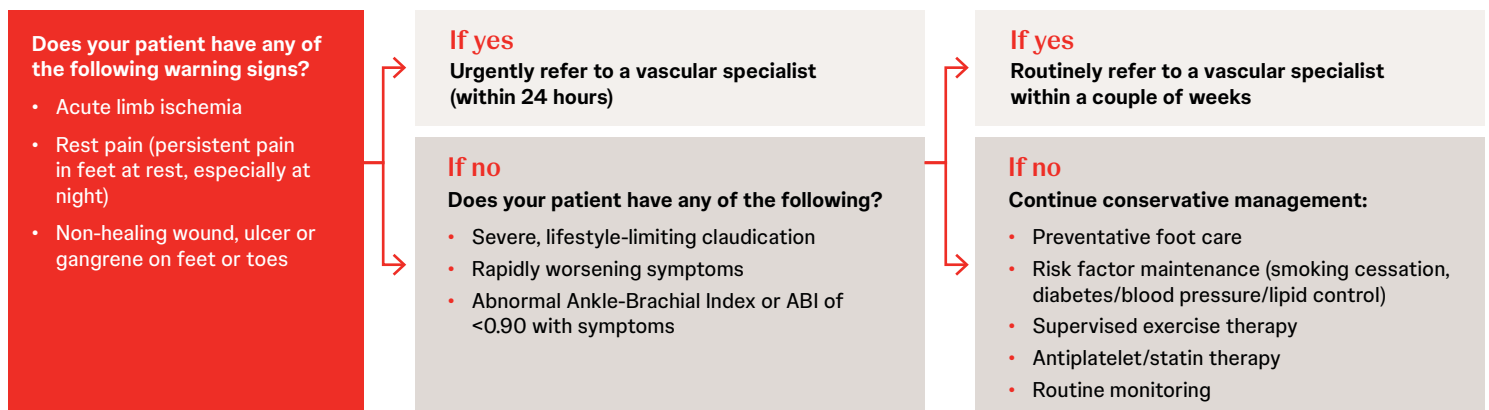 Does your patient have any of
the following warning signs?
• Acute limb ischemia
• Rest pain (persistent pain
in feet at rest, especially at
night)
• Non-healing wound, ulcer or
gangrene on feet or toes
If yes
Urgently refer to a vascular specialist
(within 24 hours)
If no
Does your patient have any of the following?
• Severe, lifestyle-limiting claudication
• Rapidly worsening symptoms
• Abnormal Ankle-Brachial Index or ABI of
<0.90 with symptoms
If yes
Routinely refer to a vascular specialist
within a couple of weeks
If no
Continue conservative management:
• Preventative foot care
• Risk factor maintenance (smoking cessation,
diabetes/blood pressure/lipid control)
• Supervised exercise therapy
• Antiplatelet/statin therapy
• Routine monitoring